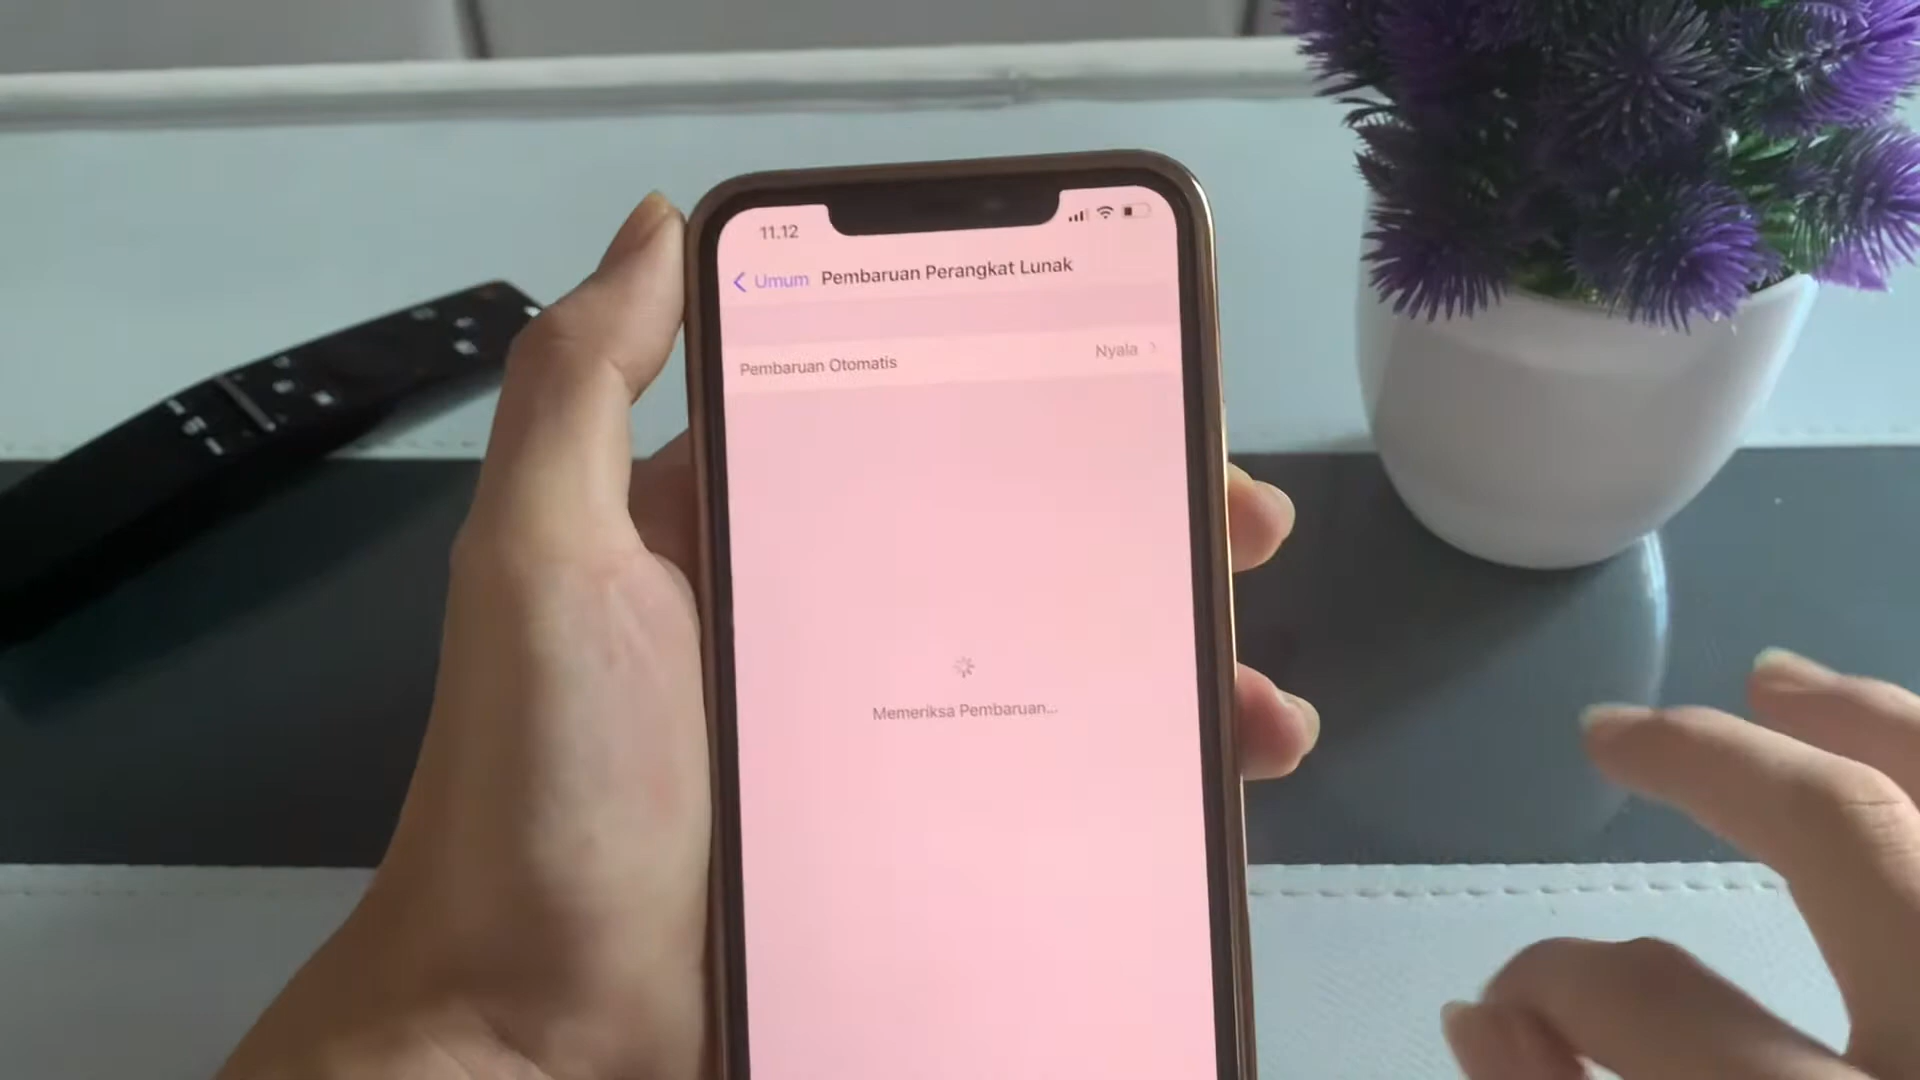 11.12
Umum Pembaruan Perangkat Lunak
Pembaruan Otomatis Nyala
Memeriksa Pembaruan...